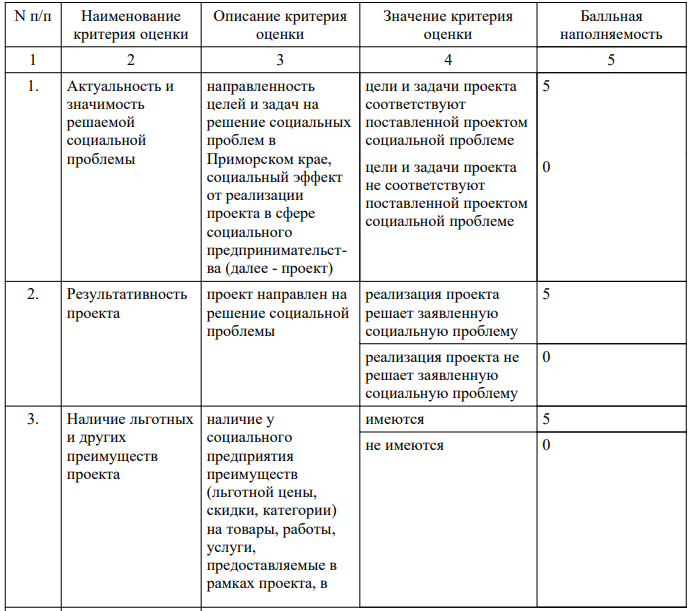 N п/п
Наименование
критерия оценки
Описание критерия
оценки
Значение критерия
оценки
Балльная
наполняемость
1
2
3
4
5
1.
Актуальность и
значимость
решаемой
социальной
проблемы
направленность
целей и задач на
решение социальных
проблем в
Приморском крае,
социальный эффект
от реализации
проекта в сфере
социального
предпринимательст-
ва (далее - проект)
цели и задачи проекта
соответствуют
поставленной проектом
социальной проблеме
5
цели и задачи проекта
не соответствуют
поставленной проектом
социальной проблеме
0
2.
Результативность
проекта
проект направлен на
решение социальной
проблемы
реализация проекта
решает заявленную
социальную проблему
5
реализация проекта не
решает заявленную
социальную проблему
0
3.
Наличие льготных
и других
преимуществ
проекта
наличие у
социального
предприятия
преимуществ
(льготной цены,
скидки, категории)
на товары, работы,
услуги,
предоставляемые в
рамках проекта, в
имеются
5
не имеются
0